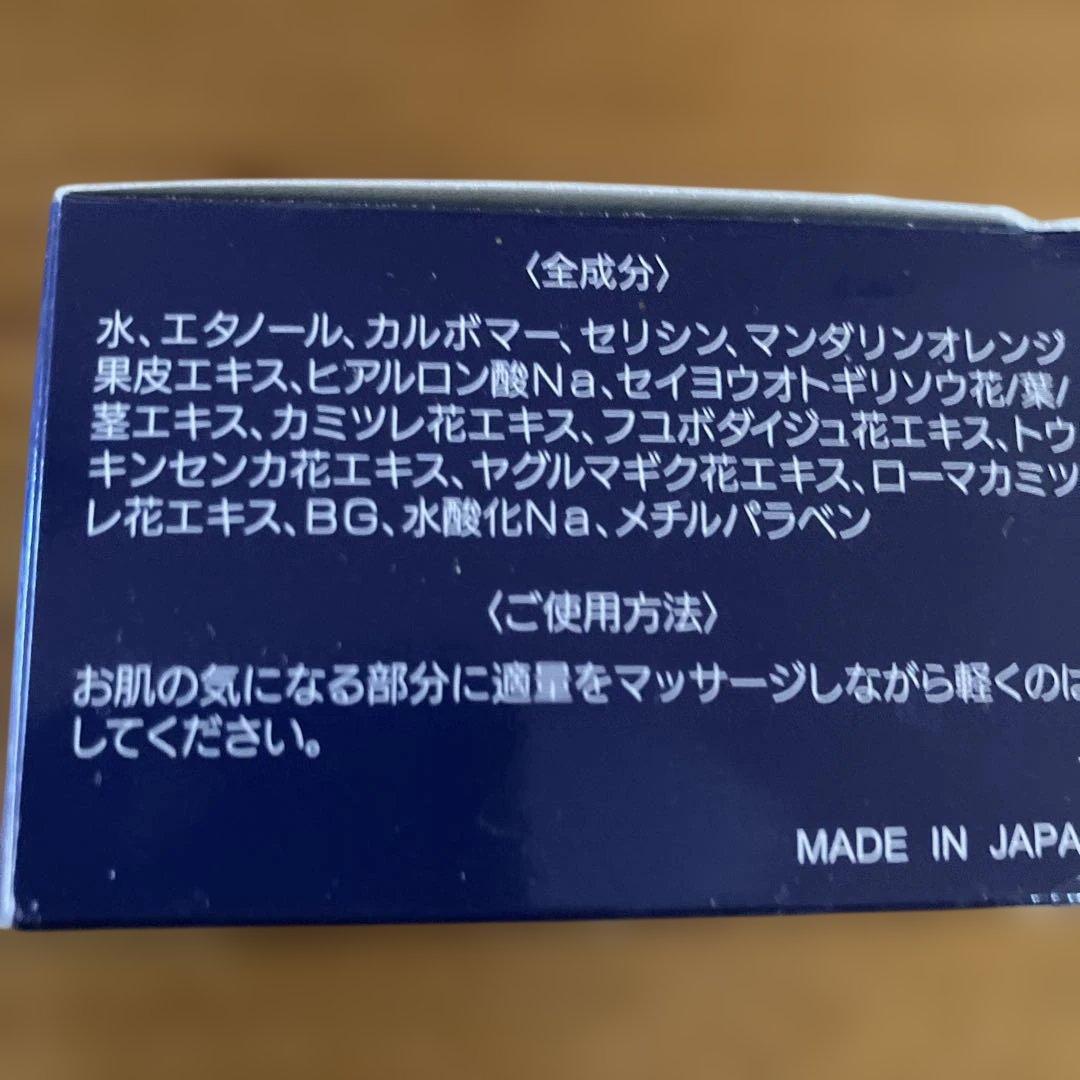 〈全成分〉
水、エタノール、カルボマー、セリシン、マンダリンオレンジ
果皮エキス、ヒアルロン酸Na、セイヨウオトギリソウ花/葉/
茎エキス、カミツレ花エキス、フユボダイジュ花エキス、トウ
キンセンカ花エキス、ヤグルマギク花エキス、ローマカミツ
レ花エキス、BG、水酸化Na、メチルパラベン
〈ご使用方法〉
お肌の気になる部分に適量をマッサージしながら軽くのば
してください。
MADE IN JAPA